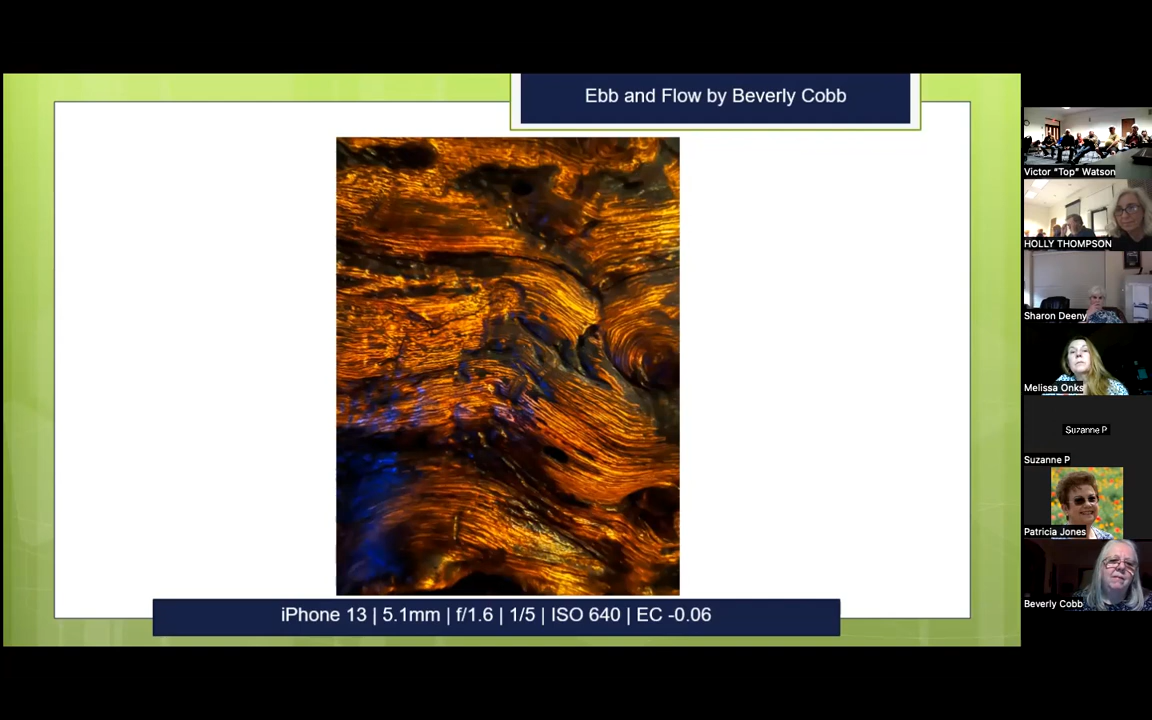 Ebb and Flow by Beverly Cobb
iPhone 13 | 5.1mm | f/1.6 | 1/5 | ISO 640 | EC -0.06
Victor "Top" Watson
HOLLY THOMPSON
Sharon Deeny
Melissa Onks
Suzanne P
Suzanne P
Patricia Jones
Beverly Cobb